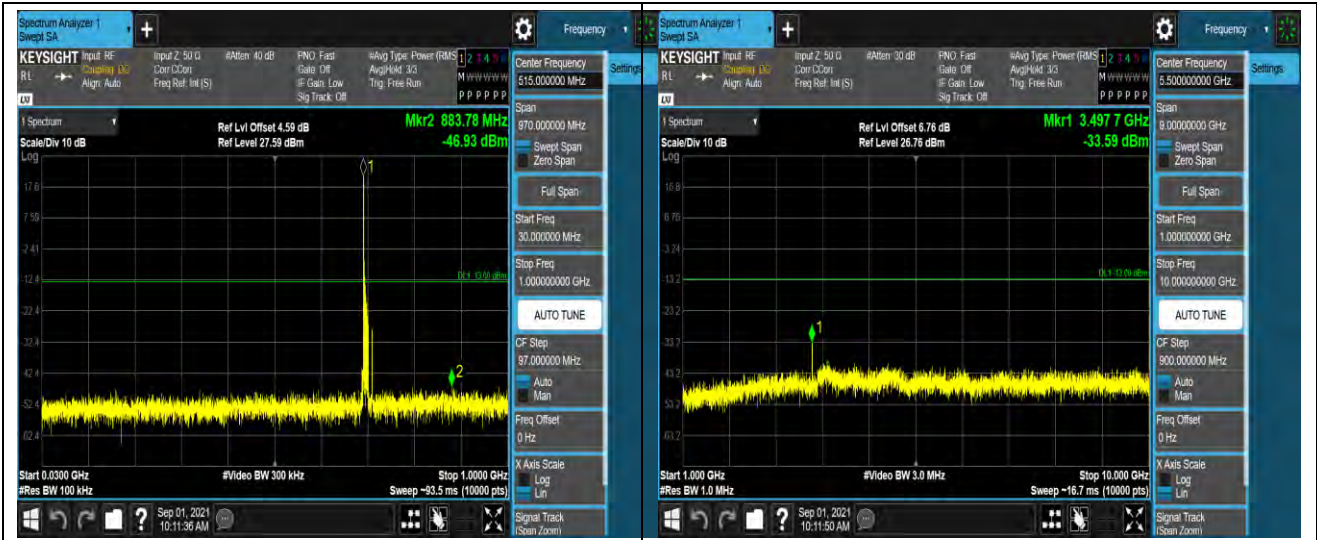 Spectrum Analyzer 1
Swept SA
+
Frequency
KEYSIGHT
RL
Input: RF
Coupling: DC
Align: Auto
Input Z: 50 Ω
Corr CCorr
Freq Ref: Int (S)
#Atten: 40 dB
PNO: Fast
Gate: Off
IF Gain: Low
Sig Track: Off
#Avg Type: Power (RMS
Avg|Hold: 3/3
Trig: Free Run
1 2 3 4 5 6
M W W W W W
P P P P P P
LXI
1 Spectrum
Scale/Div 10 dB
Log
Ref Lvl Offset 4.59 dB
Ref Level 27.59 dBm
Mkr2 883.78 MHz
-46.93 dBm
1
17.6
7.59
-2.41
-12.4
DL1 -13.00 dBm
-22.4
-32.4
-42.4
2
-52.4
-62.4
Start 0.0300 GHz
#Res BW 100 kHz
#Video BW 300 kHz
Stop 1.0000 GHz
Sweep ~93.5 ms (10000 pts)
Sep 01, 2021
10:11:36 AM
?
Center Frequency
515.000000 MHz
Span
970.000000 MHz
Swept Span
Zero Span
Full Span
Start Freq
30.000000 MHz
Stop Freq
1.000000000 GHz
AUTO TUNE
CF Step
97.000000 MHz
Auto
Man
Freq Offset
0 Hz
X Axis Scale
Log
Lin
Signal Track
(Span Zoom)
Settings
Spectrum Analyzer 1
Swept SA
+
Frequency
KEYSIGHT
RL
Input: RF
Coupling: DC
Align: Auto
Input Z: 50 Ω
Corr CCorr
Freq Ref: Int (S)
#Atten: 30 dB
PNO: Fast
Gate: Off
IF Gain: Low
Sig Track: Off
#Avg Type: Power (RMS
Avg|Hold: 3/3
Trig: Free Run
1 2 3 4 5 6
M W W W W W
P P P P P P
LXI
1 Spectrum
Scale/Div 10 dB
Log
Ref Lvl Offset 6.76 dB
Ref Level 26.76 dBm
Mkr1 3.497 7 GHz
-33.59 dBm
16.8
6.76
-3.24
-13.2
DL1 -13.00 dBm
-23.2
-33.2
1
-43.2
-53.2
-63.2
Start 1.000 GHz
#Res BW 1.0 MHz
#Video BW 3.0 MHz
Stop 10.000 GHz
Sweep ~16.7 ms (10000 pts)
Sep 01, 2021
10:11:50 AM
?
Center Frequency
5.500000000 GHz
Span
9.00000000 GHz
Swept Span
Zero Span
Full Span
Start Freq
1.000000000 GHz
Stop Freq
10.000000000 GHz
AUTO TUNE
CF Step
900.000000 MHz
Auto
Man
Freq Offset
0 Hz
X Axis Scale
Log
Lin
Signal Track
(Span Zoom)
Settings